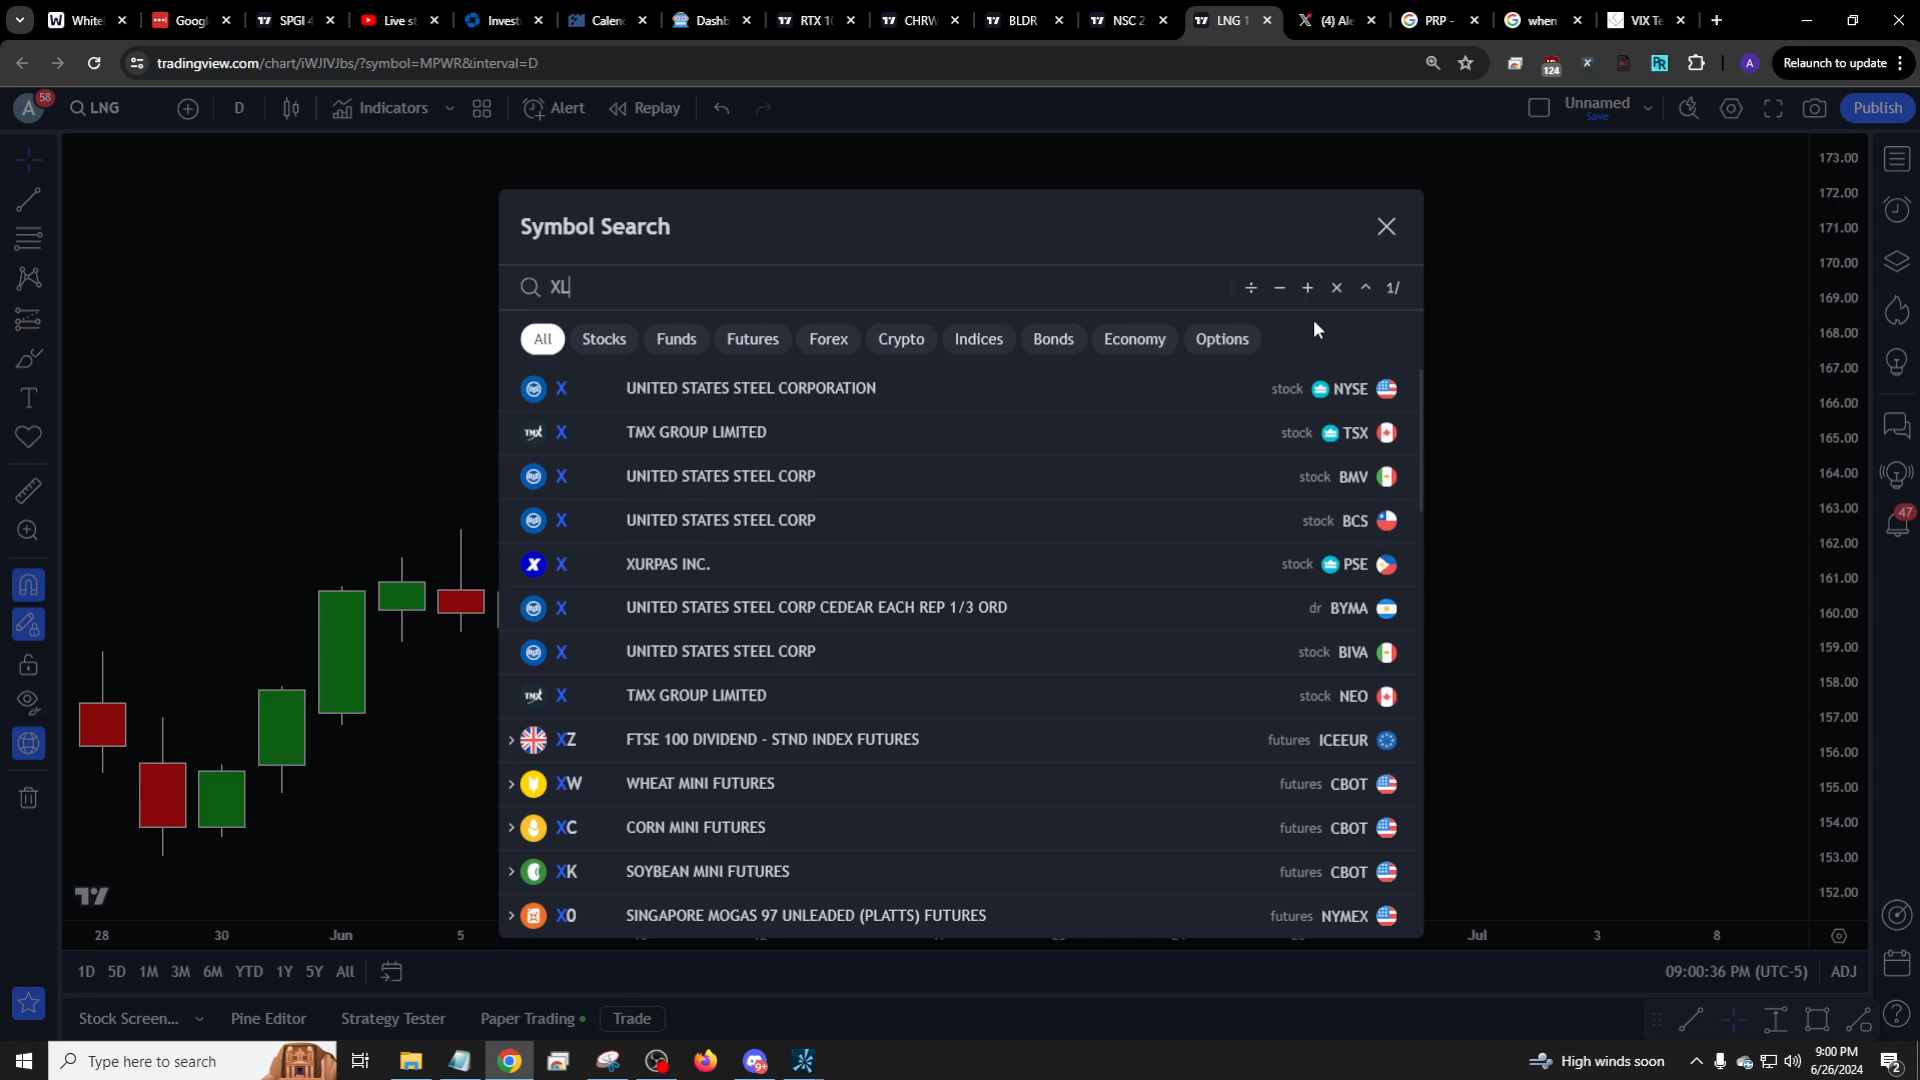 White
Googl
SPGI 4
Live st
Invest
Calen
Dashb
RTX 10
CHRW
BLDR
NSC 2
LNG 1
(4) Ale
PRP -
when
VIX Te
tradingview.com/chart/iWJIVJbs/?symbol=MPWR&interval=D
124
A
Relaunch to update
A
58
LNG
D
Indicators
Alert
Replay
Unnamed
Save
Publish
Symbol Search
XL
÷ − + × ^ 1/
All Stocks Funds Futures Forex Crypto Indices Bonds Economy Options
X UNITED STATES STEEL CORPORATION stock NYSE
TMX X TMX GROUP LIMITED stock TSX
X UNITED STATES STEEL CORP stock BMV
X UNITED STATES STEEL CORP stock BCS
X X XURPAS INC. stock PSE
X UNITED STATES STEEL CORP CEDEAR EACH REP 1/3 ORD dr BYMA
X UNITED STATES STEEL CORP stock BIVA
TMX X TMX GROUP LIMITED stock NEO
XZ FTSE 100 DIVIDEND - STND INDEX FUTURES futures ICEEUR
XW WHEAT MINI FUTURES futures CBOT
XC CORN MINI FUTURES futures CBOT
XK SOYBEAN MINI FUTURES futures CBOT
X0 SINGAPORE MOGAS 97 UNLEADED (PLATTS) FUTURES futures NYMEX
173.00
172.00
171.00
170.00
169.00
168.00
167.00
166.00
165.00
164.00
163.00
162.00
161.00
160.00
159.00
158.00
157.00
156.00
155.00
154.00
153.00
152.00
47
28 30 Jun 5 Jul 3 8
1D 5D 1M 3M 6M YTD 1Y 5Y All
09:00:36 PM (UTC-5) ADJ
Stock Screen... Pine Editor Strategy Tester Paper Trading Trade
Type here to search
High winds soon
9:00 PM
6/26/2024
2